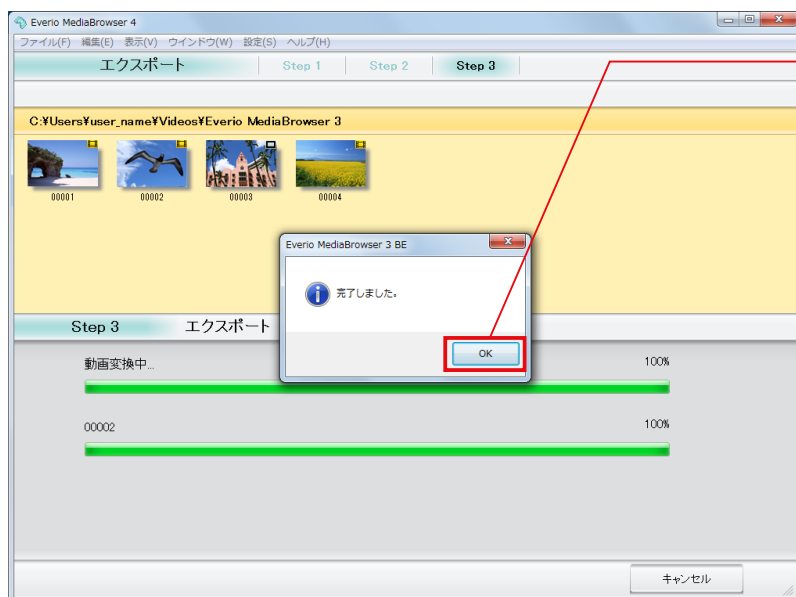 Everio MediaBrowser 4
ファイル(F) 編集(E) 表示(V) ウインドウ(W) 設定(S) ヘルプ(H)
エクスポート Step 1 Step 2 Step 3
C:¥Users¥user_name¥Videos¥Everio MediaBrowser 3
00001 00002 00003 00004
Everio MediaBrowser 3 BE
完了しました。
OK
Step 3 エクスポート
動画変換中... 100%
00002 100%
キャンセル